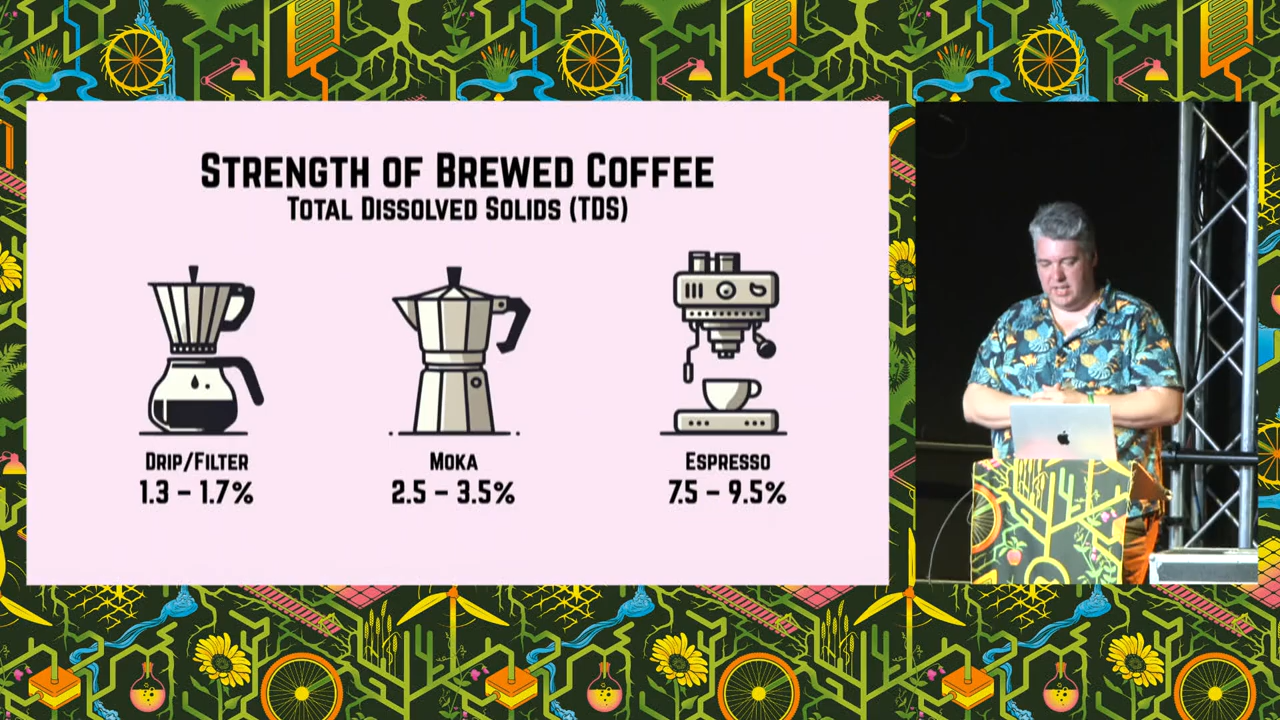 STRENGTH OF BREWED COFFEE
TOTAL DISSOLVED SOLIDS (TDS)
DRIP/FILTER
1.3 – 1.7%
MOKA
2.5 – 3.5%
ESPRESSO
7.5 – 9.5%